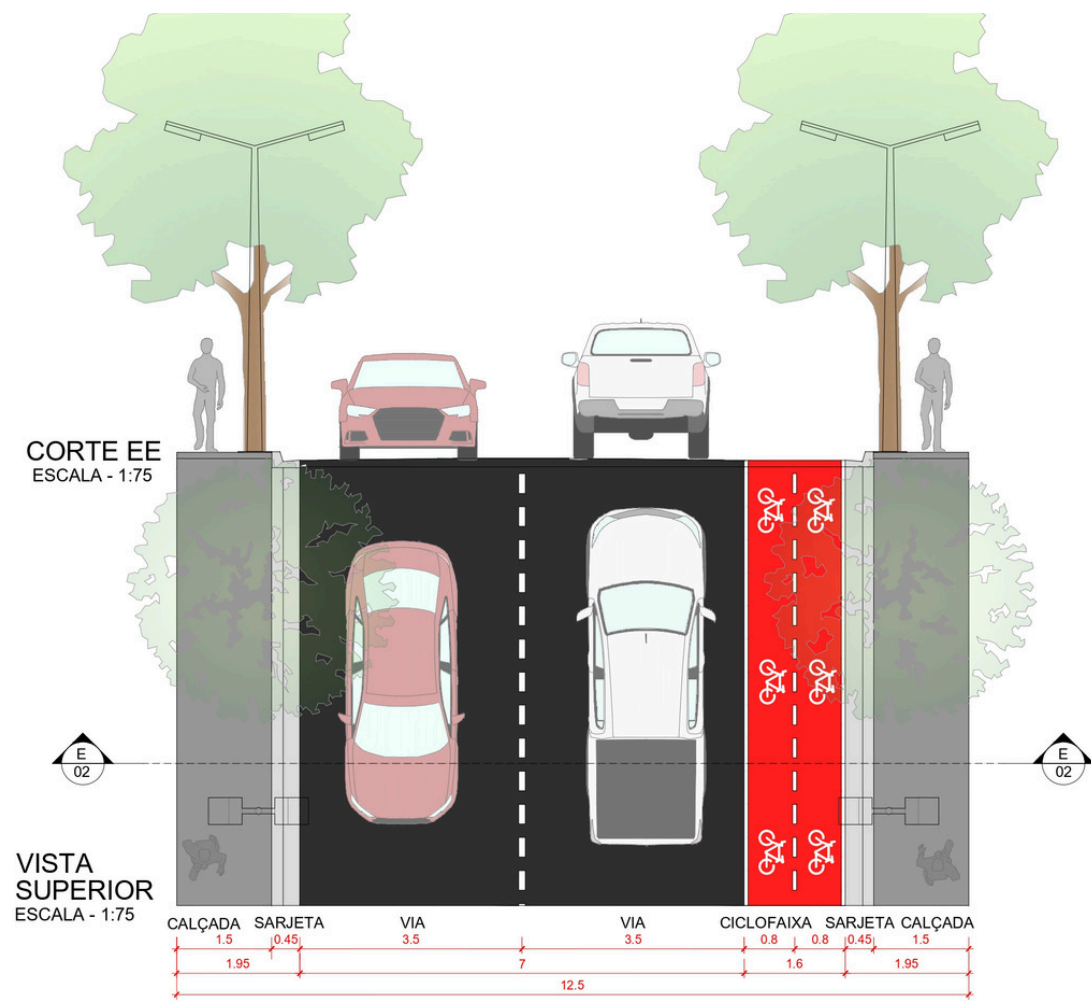 CORTE EE
ESCALA - 1:75
E
02
E
02
VISTA
SUPERIOR
ESCALA - 1:75
CALÇADA SARJETA VIA VIA CICLOFAIXA SARJETA CALÇADA
1.5 0.45 3.5 3.5 0.8 0.8 0.45 1.5
1.95 7 1.6 1.95
12.5